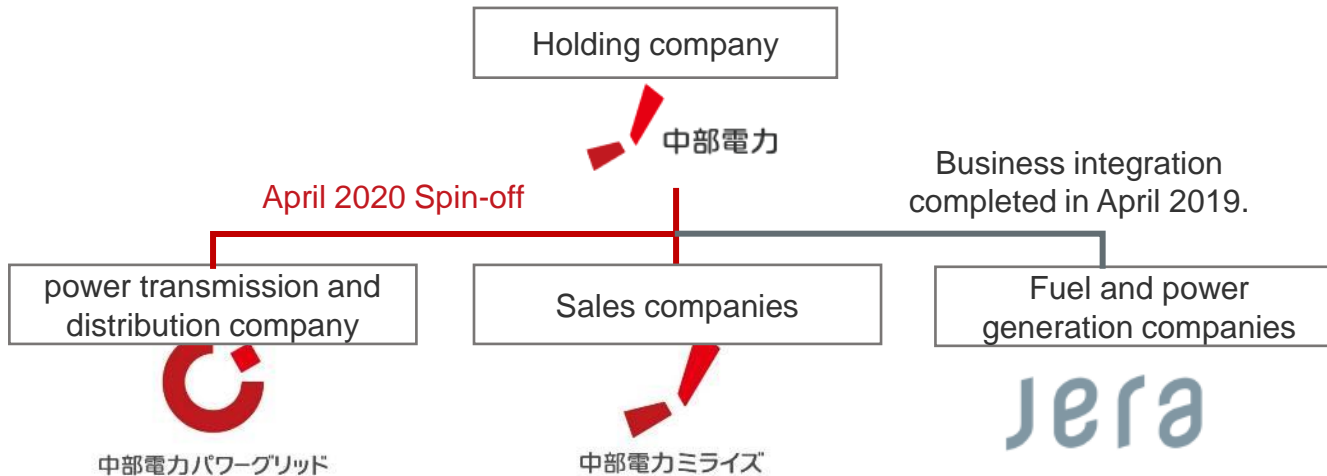 Holding company
中部電力
April 2020 Spin-off
Business integration
completed in April 2019.
power transmission and
distribution company
Sales companies
Fuel and power
generation companies
中部電力パワーグリッド
中部電力ミライズ
Jera